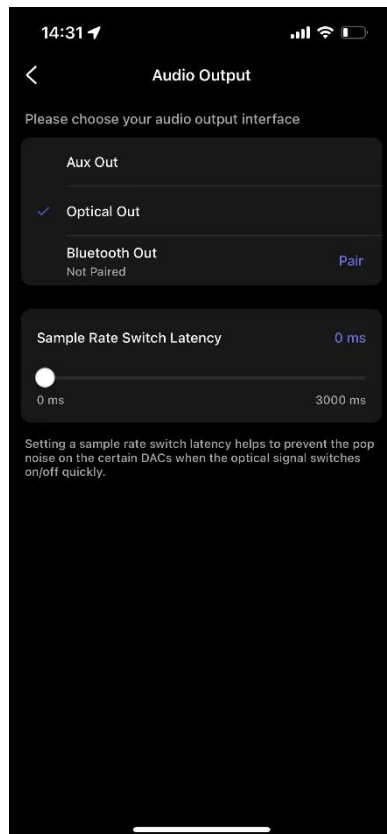 14:31
Audio Output
Please choose your audio output interface
Aux Out
Optical Out
Bluetooth Out
Not Paired
Pair
Sample Rate Switch Latency
0 ms
0 ms
3000 ms
Setting a sample rate switch latency helps to prevent the pop
noise on the certain DACs when the optical signal switches
on/off quickly.